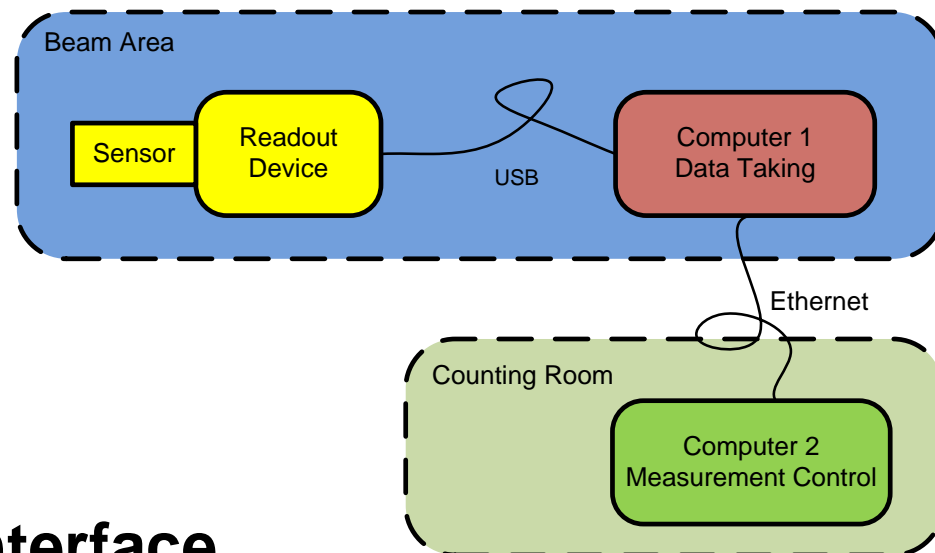 Beam Area
Sensor
Readout
Device
USB
Computer 1
Data Taking
Ethernet
Counting Room
Computer 2
Measurement Control